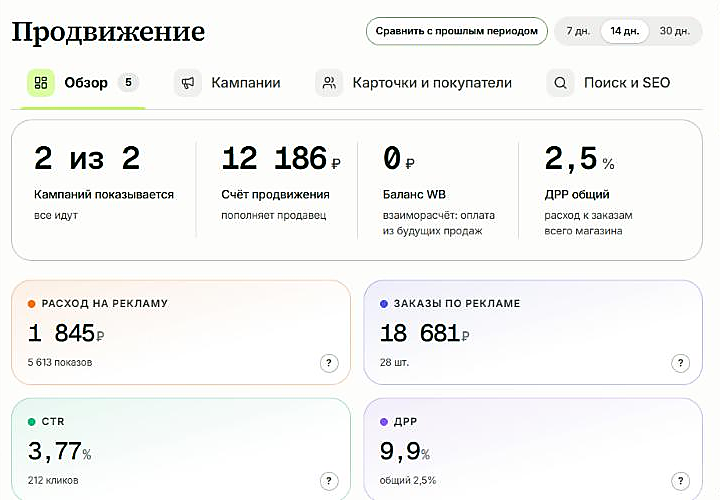 Продвижение
Сравнить с прошлым периодом
7 дн. 14 дн. 30 дн.
Обзор 5 Кампании Карточки и покупатели Поиск и SEO
2 из 2
Кампаний показывается
все идут
12 186 ₽
Счёт продвижения
пополняет продавец
0 ₽
Баланс WB
взаиморасчёт: оплата
из будущих продаж
2,5 %
ДРР общий
расход к заказам
всего магазина
РАСХОД НА РЕКЛАМУ
1 845₽
5 613 показов
?
ЗАКАЗЫ ПО РЕКЛАМЕ
18 681₽
28 шт.
?
CTR
3,77%
212 кликов
?
ДРР
9,9%
общий 2,5%
?